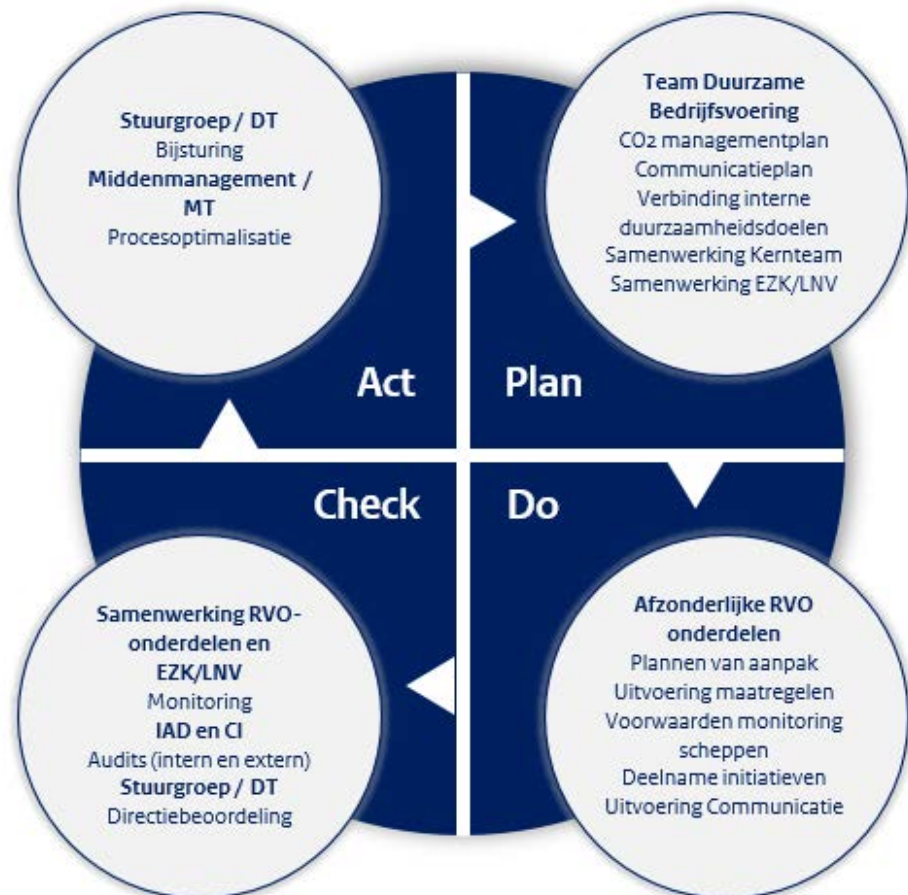 Stuurgroep / DT
Bijsturing
Middenmanagement /
MT
Procesoptimalisatie
Team Duurzame
Bedrijfsvoering
CO2 managementplan
Communicatieplan
Verbinding interne
duurzaamheidsdoelen
Samenwerking Kernteam
Samenwerking EZK/LNV
Act
Plan
Check
Do
Samenwerking RVO-
onderdelen en
EZK/LNV
Monitoring
IAD en CI
Audits (intern en extern)
Stuurgroep / DT
Directiebeoordeling
Afzonderlijke RVO
onderdelen
Plannen van aanpak
Uitvoering maatregelen
Voorwaarden monitoring
scheppen
Deelname initiatieven
Uitvoering Communicatie